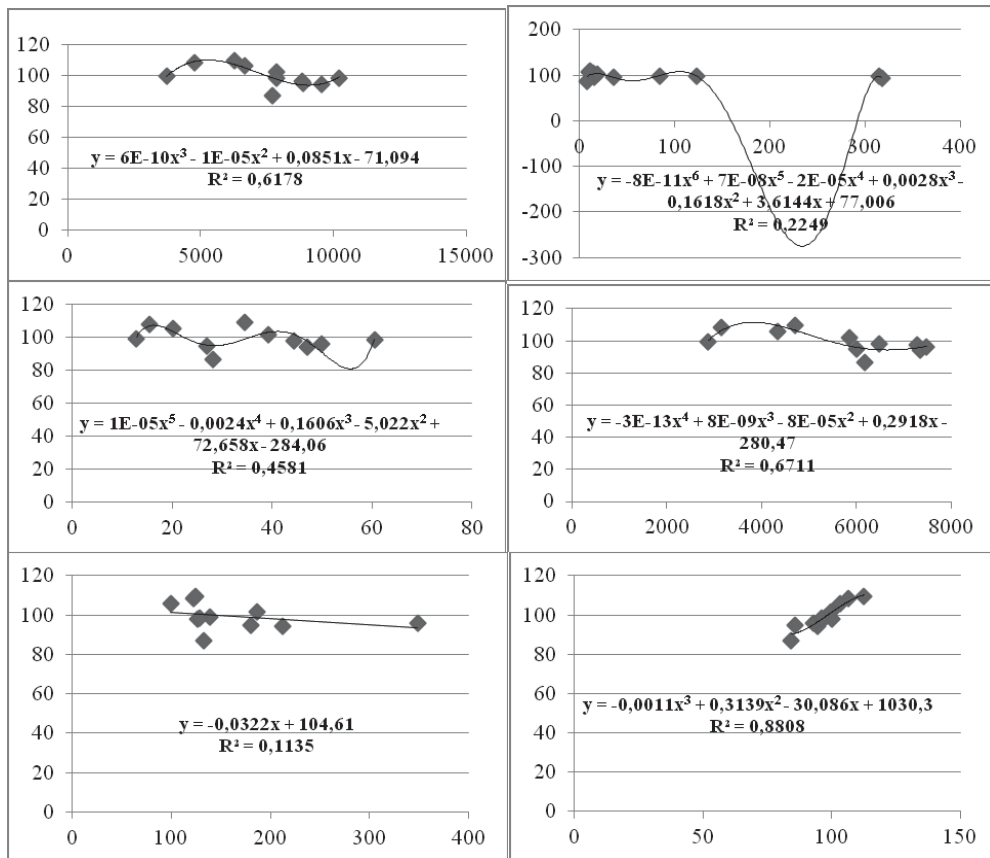 120
100
80
60
40
20
0
y = 6E-10x³ - 1E-05x² + 0,0851x - 71,094
R² = 0,6178
0 5000 10000 15000
200
100
0
-100
-200
-300
0 100 200 300 400
y = -8E-11x⁶ + 7E-08x⁵ - 2E-05x⁴ + 0,0028x³ -
0,1618x² + 3,6144x + 77,006
R² = 0,2249
120
100
80
60
40
20
0
y = 1E-05x⁵ - 0,0024x⁴ + 0,1606x³ - 5,022x² +
72,658x - 284,06
R² = 0,4581
0 20 40 60 80
120
100
80
60
40
20
0
y = -3E-13x⁴ + 8E-09x³ - 8E-05x² + 0,2918x -
280,47
R² = 0,6711
0 2000 4000 6000 8000
120
100
80
60
40
20
0
y = -0,0322x + 104,61
R² = 0,1135
0 100 200 300 400
120
100
80
60
40
20
0
y = -0,0011x³ + 0,3139x² - 30,086x + 1030,3
R² = 0,8808
0 50 100 150